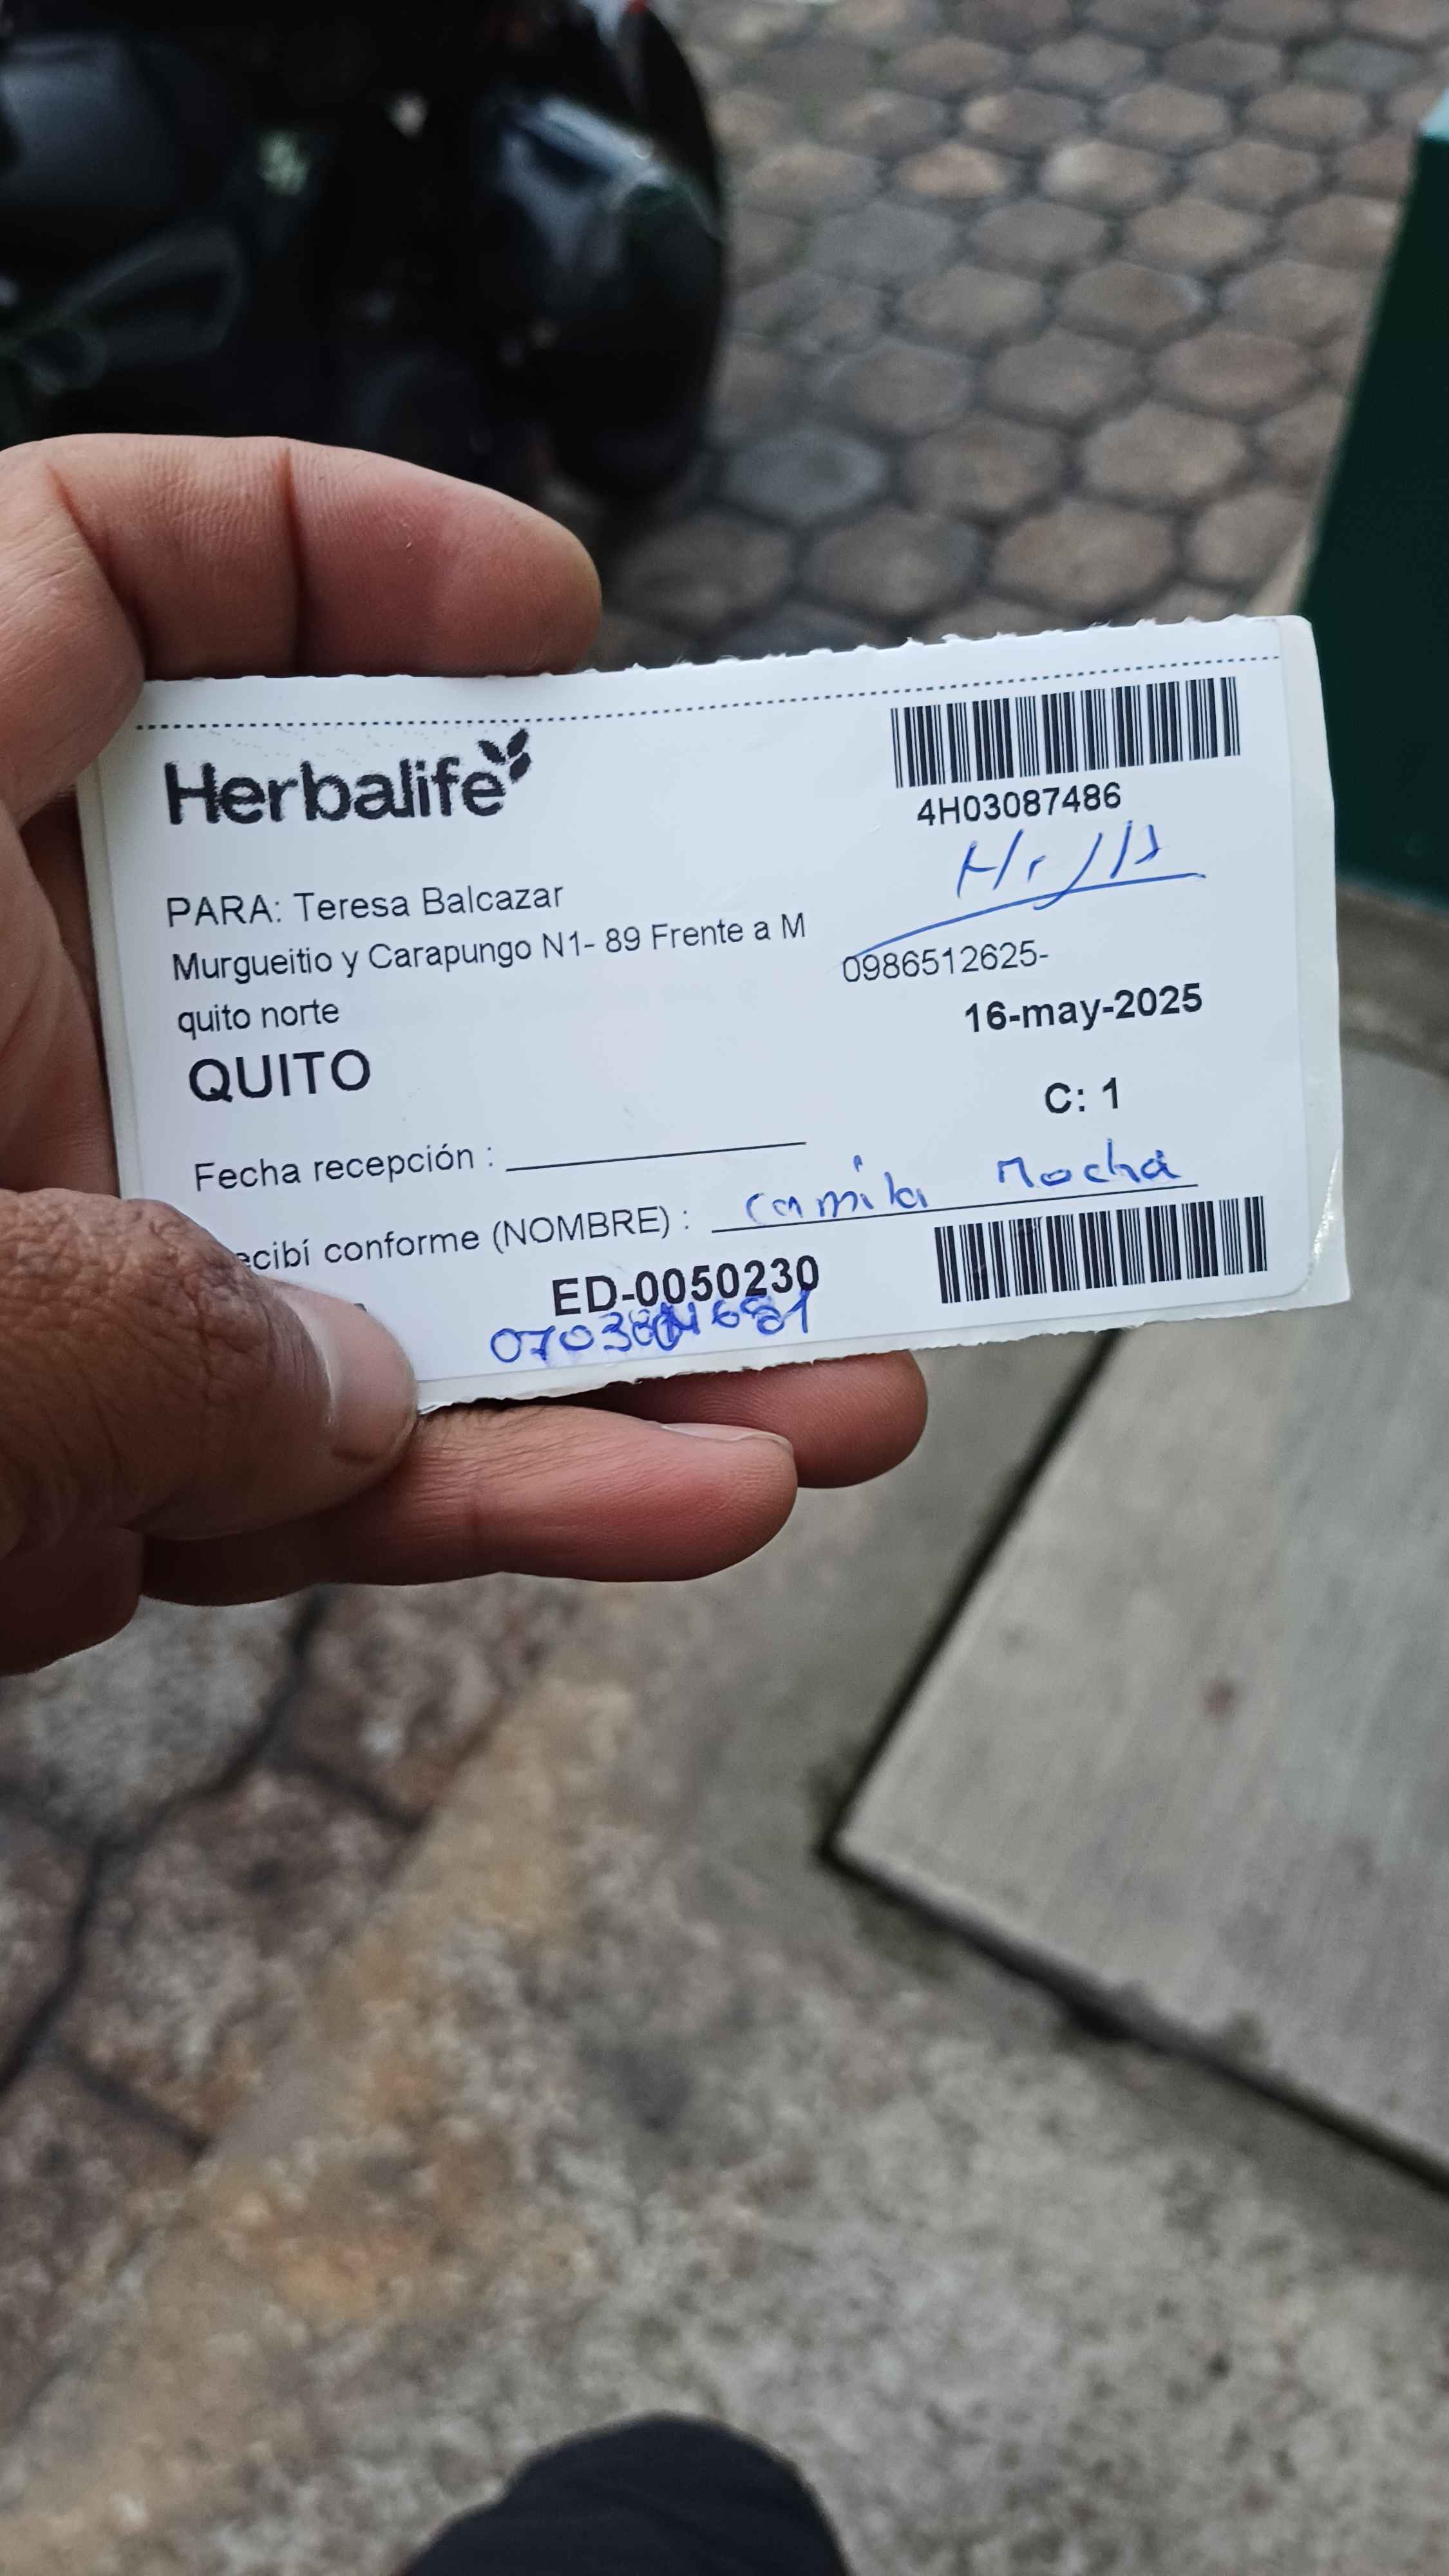 Herbalife
4H03087486
PARA: Teresa Balcazar
Murgueitio y Carapungo N1- 89 Frente a M
0986512625-
quito norte
16-may-2025
QUITO
C: 1
Fecha recepción :
ecibí conforme (NOMBRE) : Camila Rocha
ED-0050230